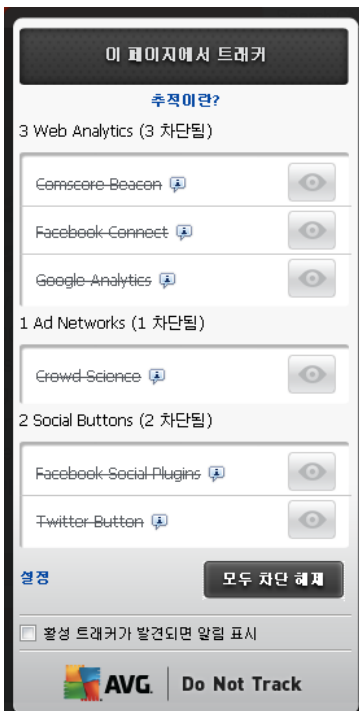 이 페이지에서 트래커
추적이란?
3 Web Analytics (3 차단됨)
Comscore Beacon
Facebook Connect
Google Analytics
1 Ad Networks (1 차단됨)
Crowd Science
2 Social Buttons (2 차단됨)
Facebook Social Plugins
Twitter Button
설정 모두 차단 해제
활성 트래커가 발견되면 알림 표시
AVG. Do Not Track